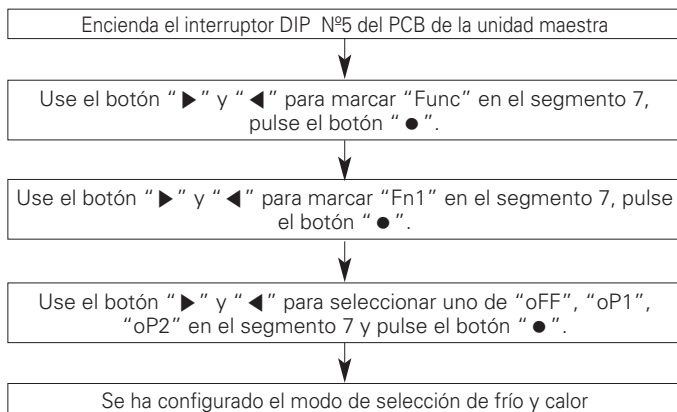 Encienda el interruptor DIP Nº5 del PCB de la unidad maestra
Use el botón “ ▶ ” y “ ◀ ” para marcar “Func” en el segmento 7,
pulse el botón “ ● ”.
Use el botón “ ▶ ” y “ ◀ ” para marcar “Fn1” en el segmento 7, pulse
el botón “ ● ”.
Use el botón “ ▶ ” y “ ◀ ” para seleccionar uno de “oFF”, “oP1”,
“oP2” en el segmento 7 y pulse el botón “ ● ”.
Se ha configurado el modo de selección de frío y calor